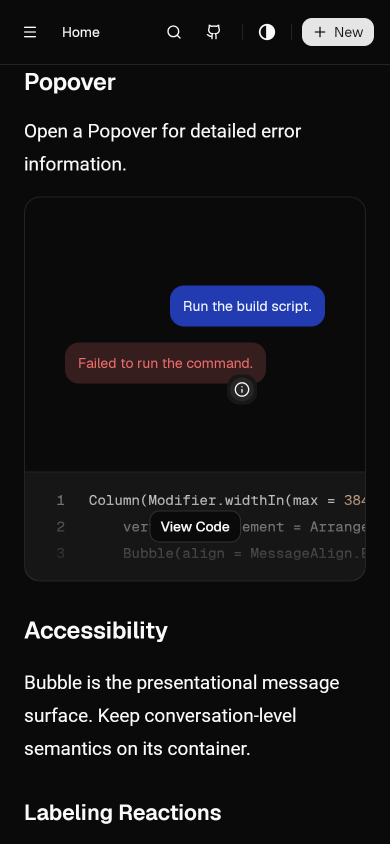 Home
New
Popover
Open a Popover for detailed error
information.
Run the build script.
Failed to run the command.
1 Column(Modifier.widthIn(max = 384
2 ver
View Code
= Arrange
3 Bubble(align = MessageAlign.
Accessibility
Bubble is the presentational message
surface. Keep conversation-level
semantics on its container.
Labeling Reactions